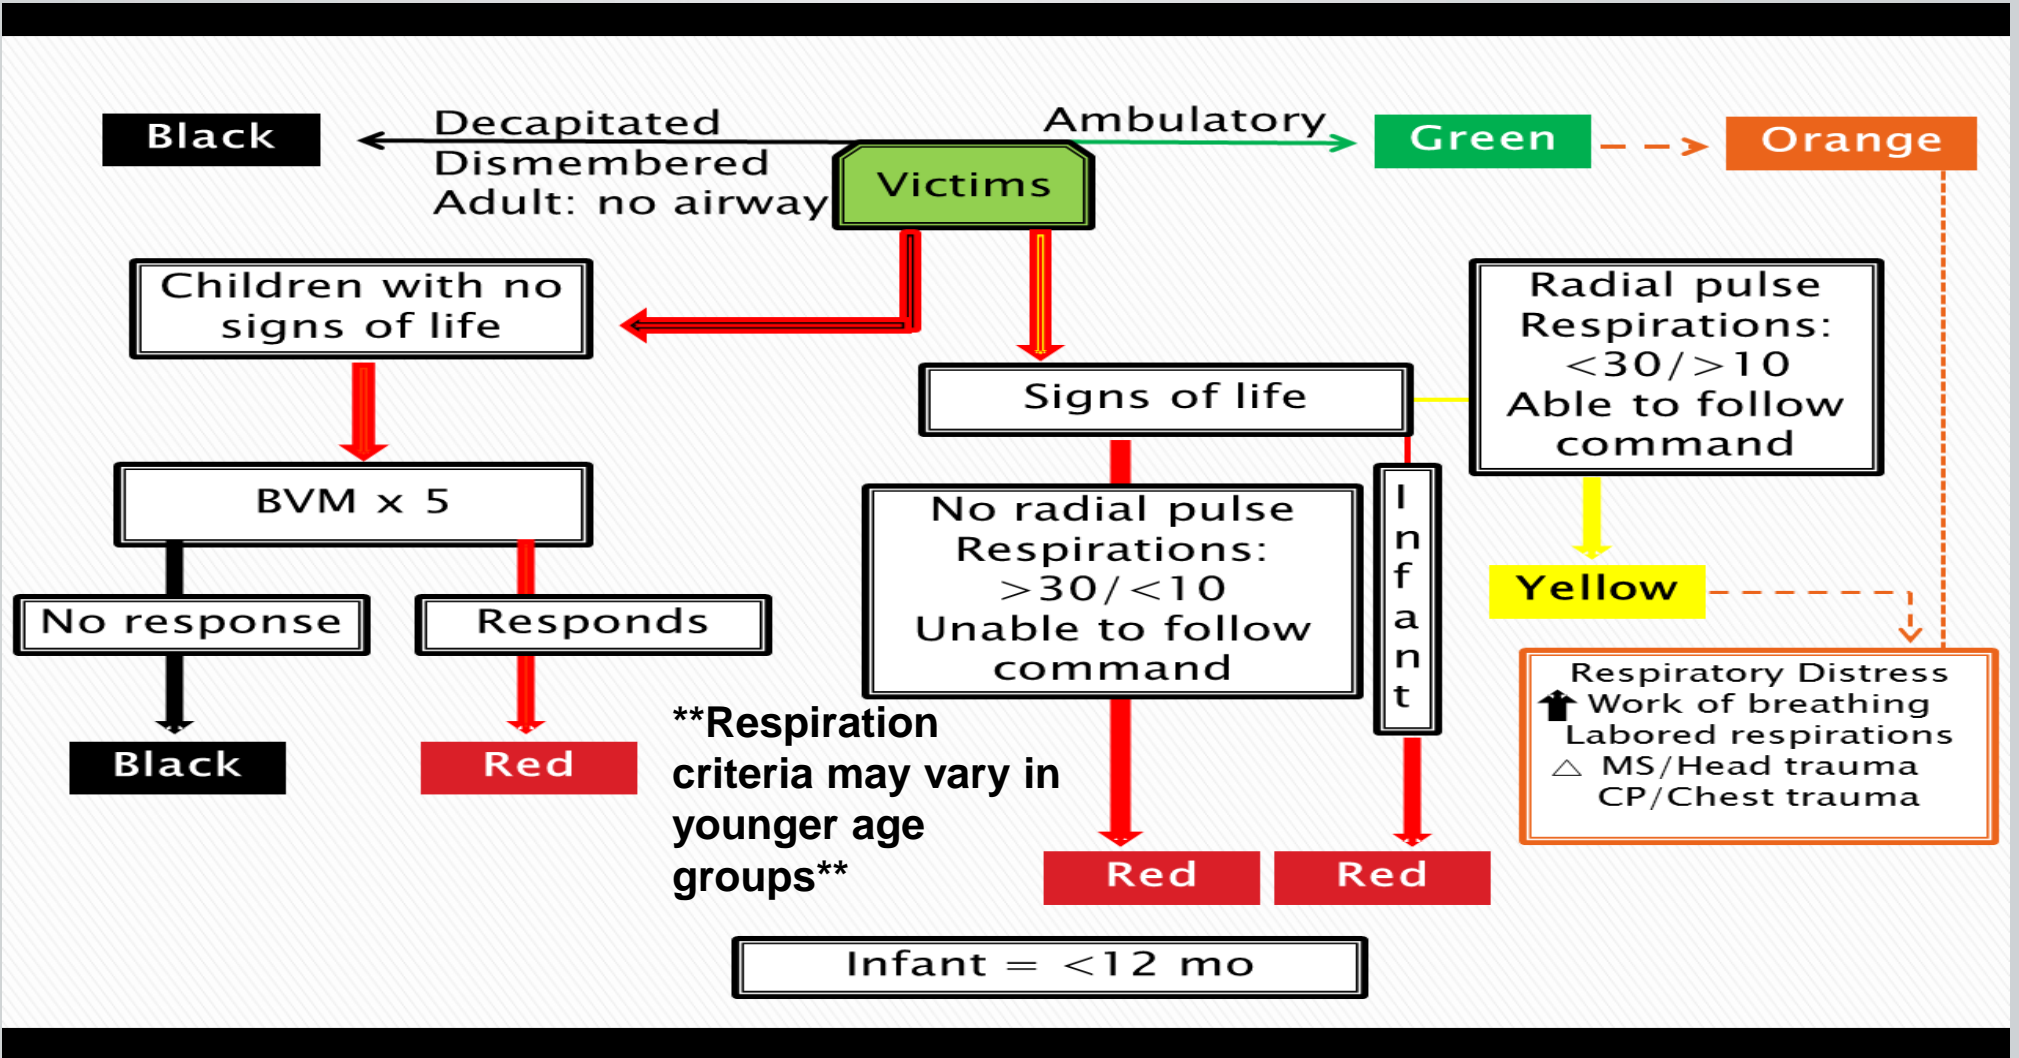 Black
Decapitated
Dismembered
Adult: no airway
Victims
Ambulatory
Green
Orange
Children with no
signs of life
BVM x 5
No response
Responds
Black
Red
Signs of life
Radial pulse
Respirations:
<30/>10
Able to follow
command
No radial pulse
Respirations:
>30/<10
Unable to follow
command
I
n
f
a
n
t
Yellow
Respiratory Distress
Work of breathing
Labored respirations
△ MS/Head trauma
CP/Chest trauma
**Respiration
criteria may vary in
younger age
groups**
Red
Red
Infant = <12 mo